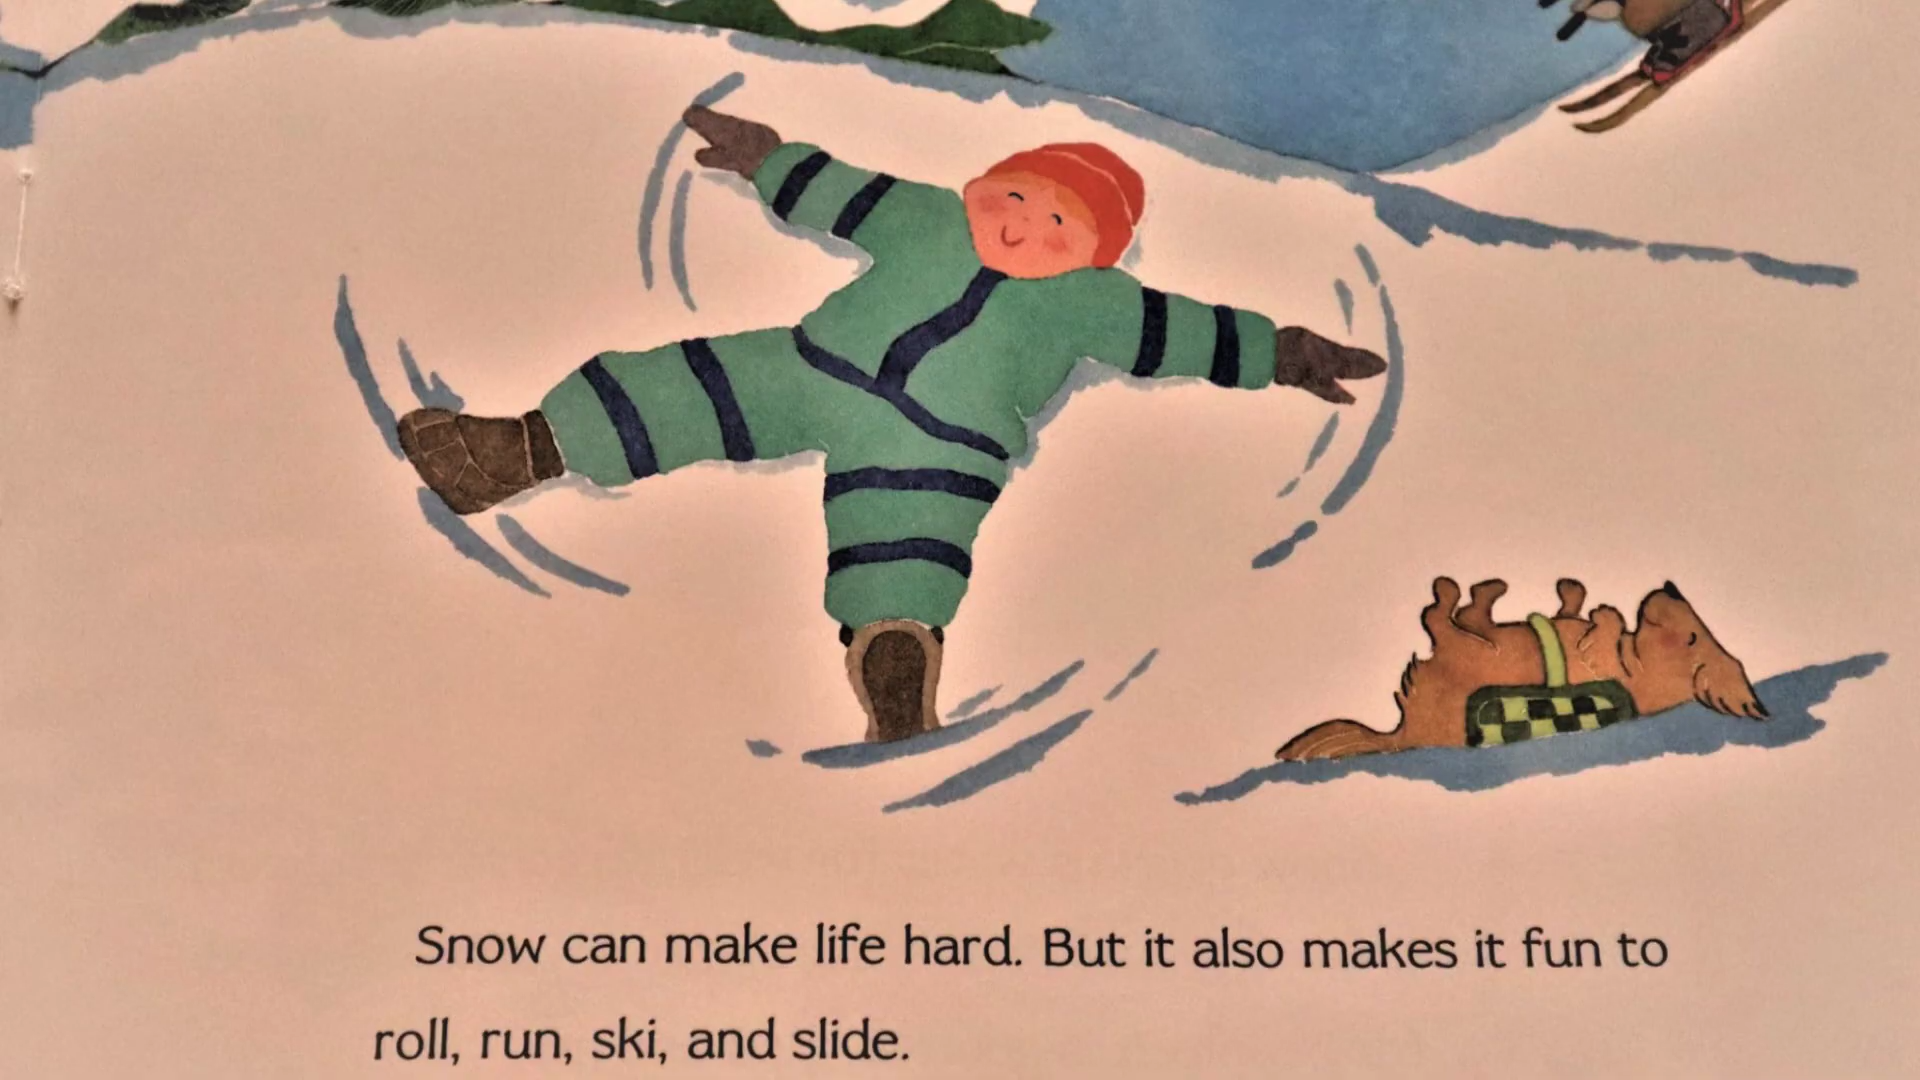 Snow can make life hard. But it also makes it fun to
roll, run, ski, and slide.